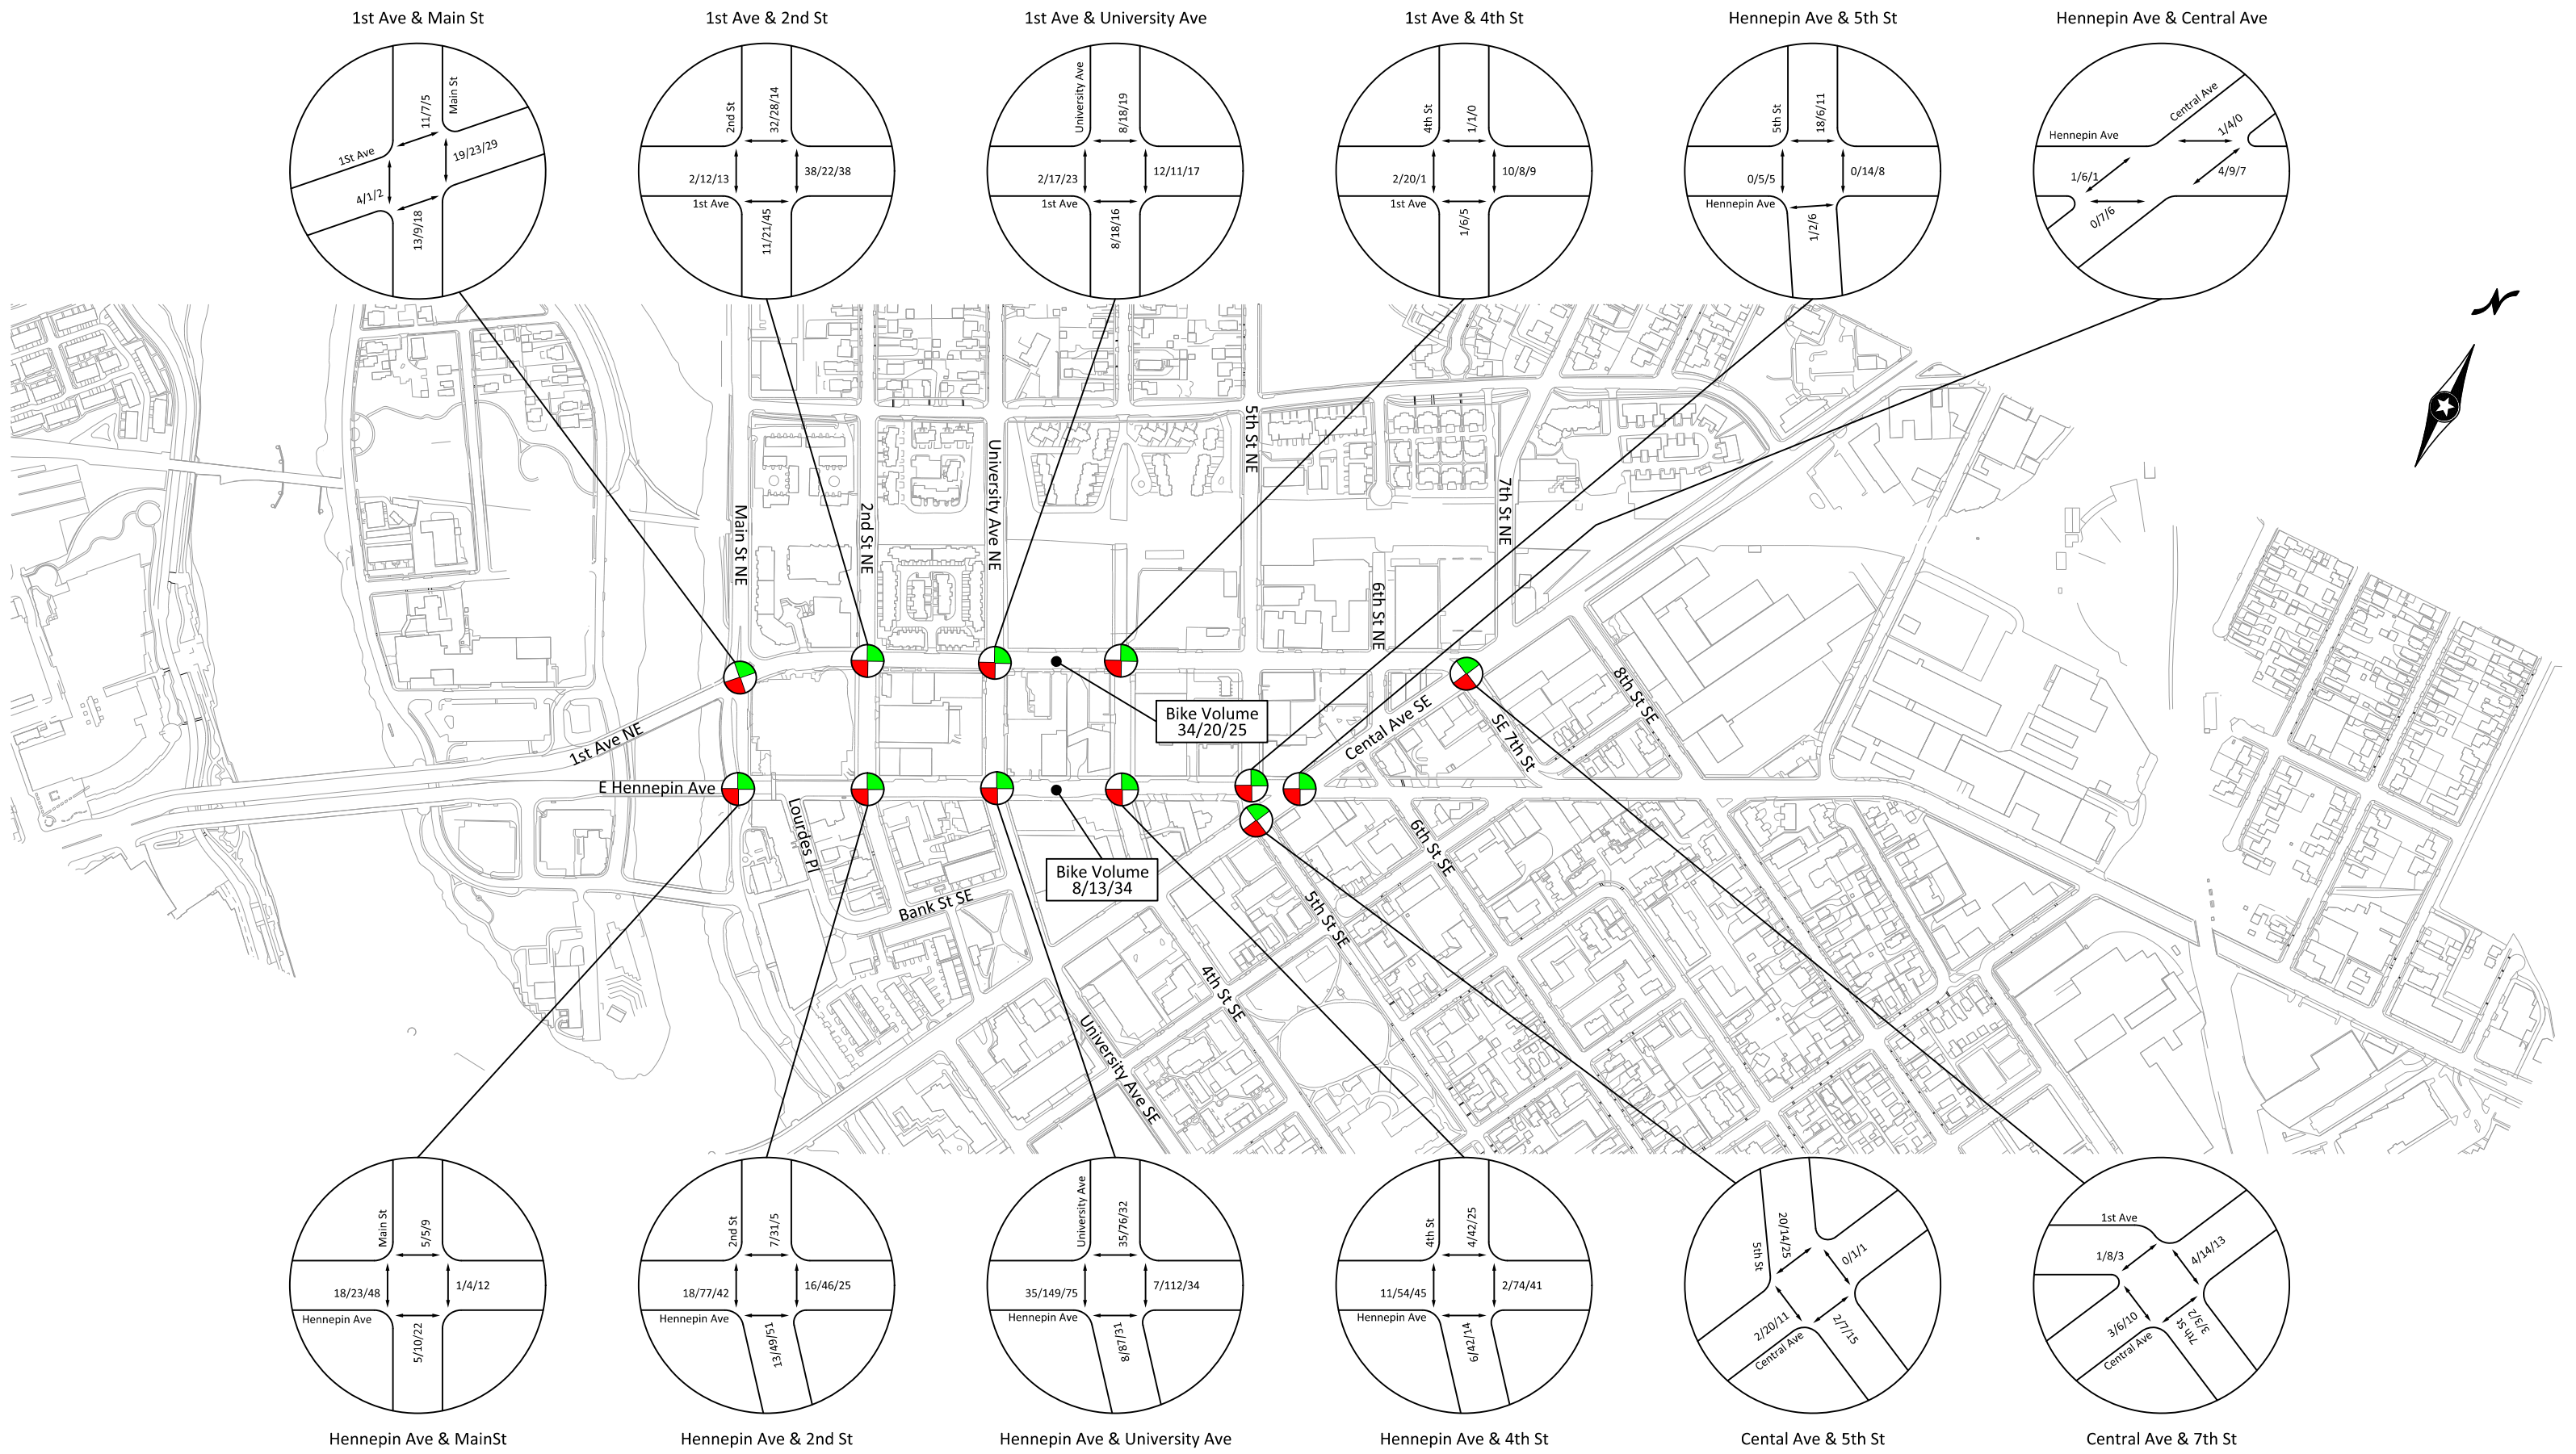 1st Ave & Main St
1st Ave & 2nd St
1st Ave & University Ave
1st Ave & 4th St
Hennepin Ave & 5th St
Hennepin Ave & Central Ave
Main St
11/7/5
1St Ave
19/23/29
4/1/2
13/9/18
2nd St
32/28/14
2/12/13
38/22/38
1st Ave
11/21/45
University Ave
8/18/19
2/17/23
12/11/17
1st Ave
8/18/16
4th St
1/1/0
2/20/1
10/8/9
1st Ave
1/6/5
5th St
18/6/11
0/5/5
0/14/8
Hennepin Ave
1/2/6
Central Ave
Hennepin Ave
1/4/0
1/6/1
4/9/7
0/7/6
N
5th St NE
University Ave NE
7th St NE
Main St NE
2nd St NE
6th St NE
8th St SE
Cental Ave SE
SE 7th St
Bike Volume
34/20/25
1st Ave NE
E Hennepin Ave
Lourdes Pl
6th St SE
Bike Volume
8/13/34
Bank St SE
5th St SE
4th St SE
University Ave SE
Main St
5/5/9
18/23/48
1/4/12
Hennepin Ave
5/10/22
2nd St
7/31/5
18/77/42
16/46/25
Hennepin Ave
13/49/51
University Ave
35/76/32
35/149/75
7/112/34
Hennepin Ave
8/87/31
4th St
4/42/25
11/54/45
2/74/41
Hennepin Ave
6/42/14
20/14/25
5th St
0/1/1
2/20/11
2/7/15
Central Ave
1st Ave
1/8/3
4/14/13
3/6/10
3/3/2
7th St
Central Ave
Hennepin Ave & MainSt
Hennepin Ave & 2nd St
Hennepin Ave & University Ave
Hennepin Ave & 4th St
Cental Ave & 5th St
Central Ave & 7th St